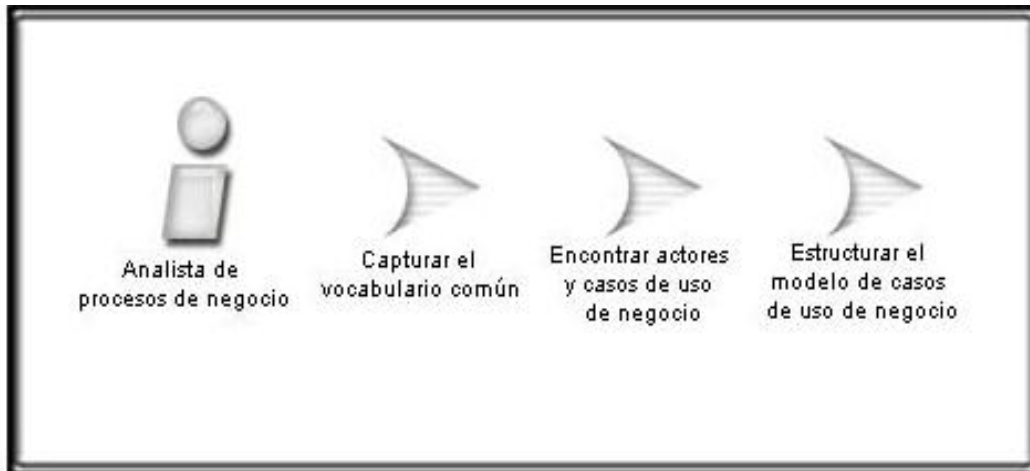 Analista de
procesos de negocio
Capturar el
vocabulario común
Encontrar actores
y casos de uso
de negocio
Estructurar el
modelo de casos
de uso de negocio